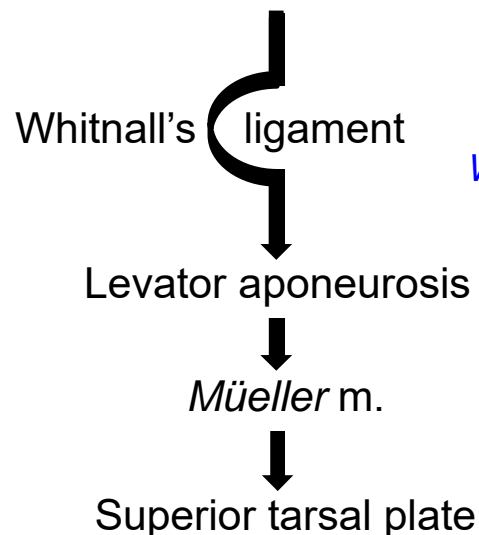 Whitnall’s ligament
Levator aponeurosis
Müeller m.
Superior tarsal plate